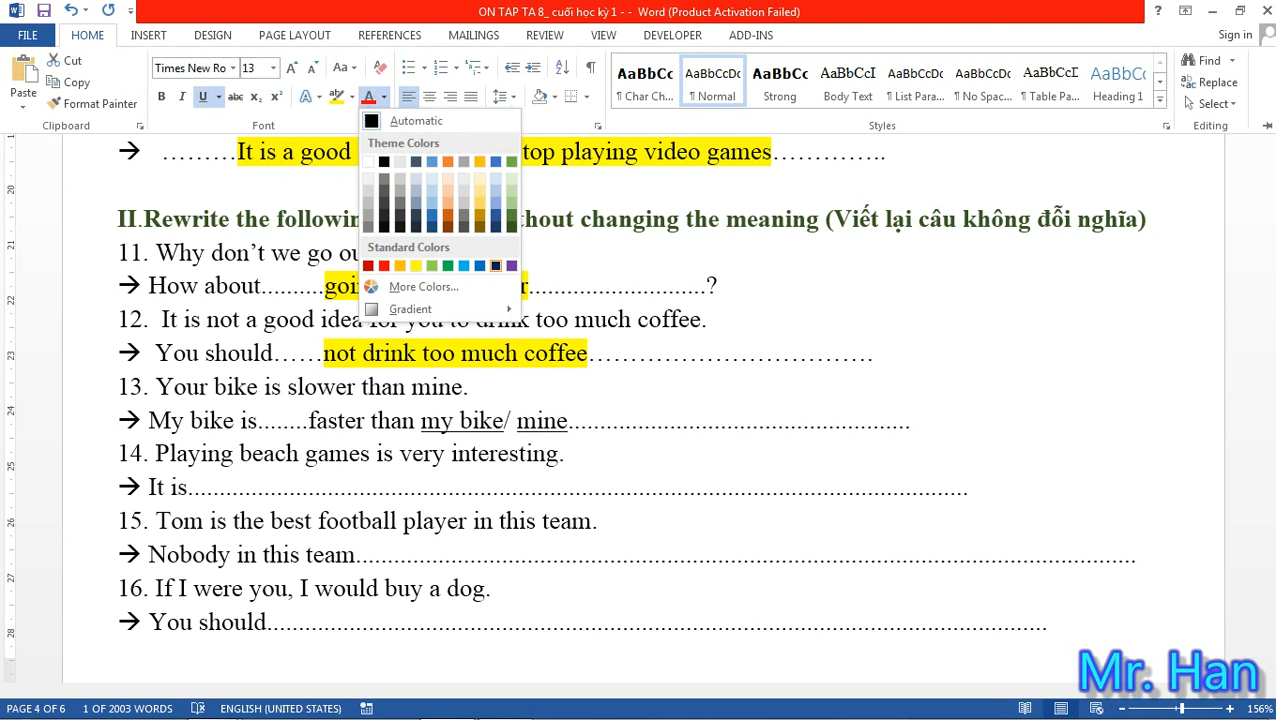 ON TAP TA 8_ cuối học kỳ 1 - - Word (Product Activation Failed)
FILE HOME INSERT DESIGN PAGE LAYOUT REFERENCES MAILINGS REVIEW VIEW DEVELOPER ADD-INS Sign in
Paste Cut Copy Format Painter
Times New Ro 13
AaBbCc AaBbCcDc AaBbCc AaBbCcI AaBbCcDc AaBbCcDc AaBbCcI AaBbCc
¶ Char Ch... ¶ Normal Strong Body Text ¶ List Para... ¶ No Spac... ¶ Table Pa... Heading 1
Find Replace Select
Clipboard Font Styles Editing
Automatic
Theme Colors
Standard Colors
More Colors...
Gradient
→ ………It is a good top playing video games…………..
II.Rewrite the followin thout changing the meaning (Viết lại câu không đỗi nghĩa)
11. Why don’t we go ou
→ How about..........goin r............................?
12. It is not a good idea for you to drink too much coffee.
→ You should……not drink too much coffee………………………………
13. Your bike is slower than mine.
→ My bike is........faster than my bike/ mine......................................................
14. Playing beach games is very interesting.
→ It is............................................................................................................................
15. Tom is the best football player in this team.
→ Nobody in this team............................................................................................................................
16. If I were you, I would buy a dog.
→ You should............................................................................................................................
Mr. Han
PAGE 4 OF 6 1 OF 2003 WORDS ENGLISH (UNITED STATES) 156%